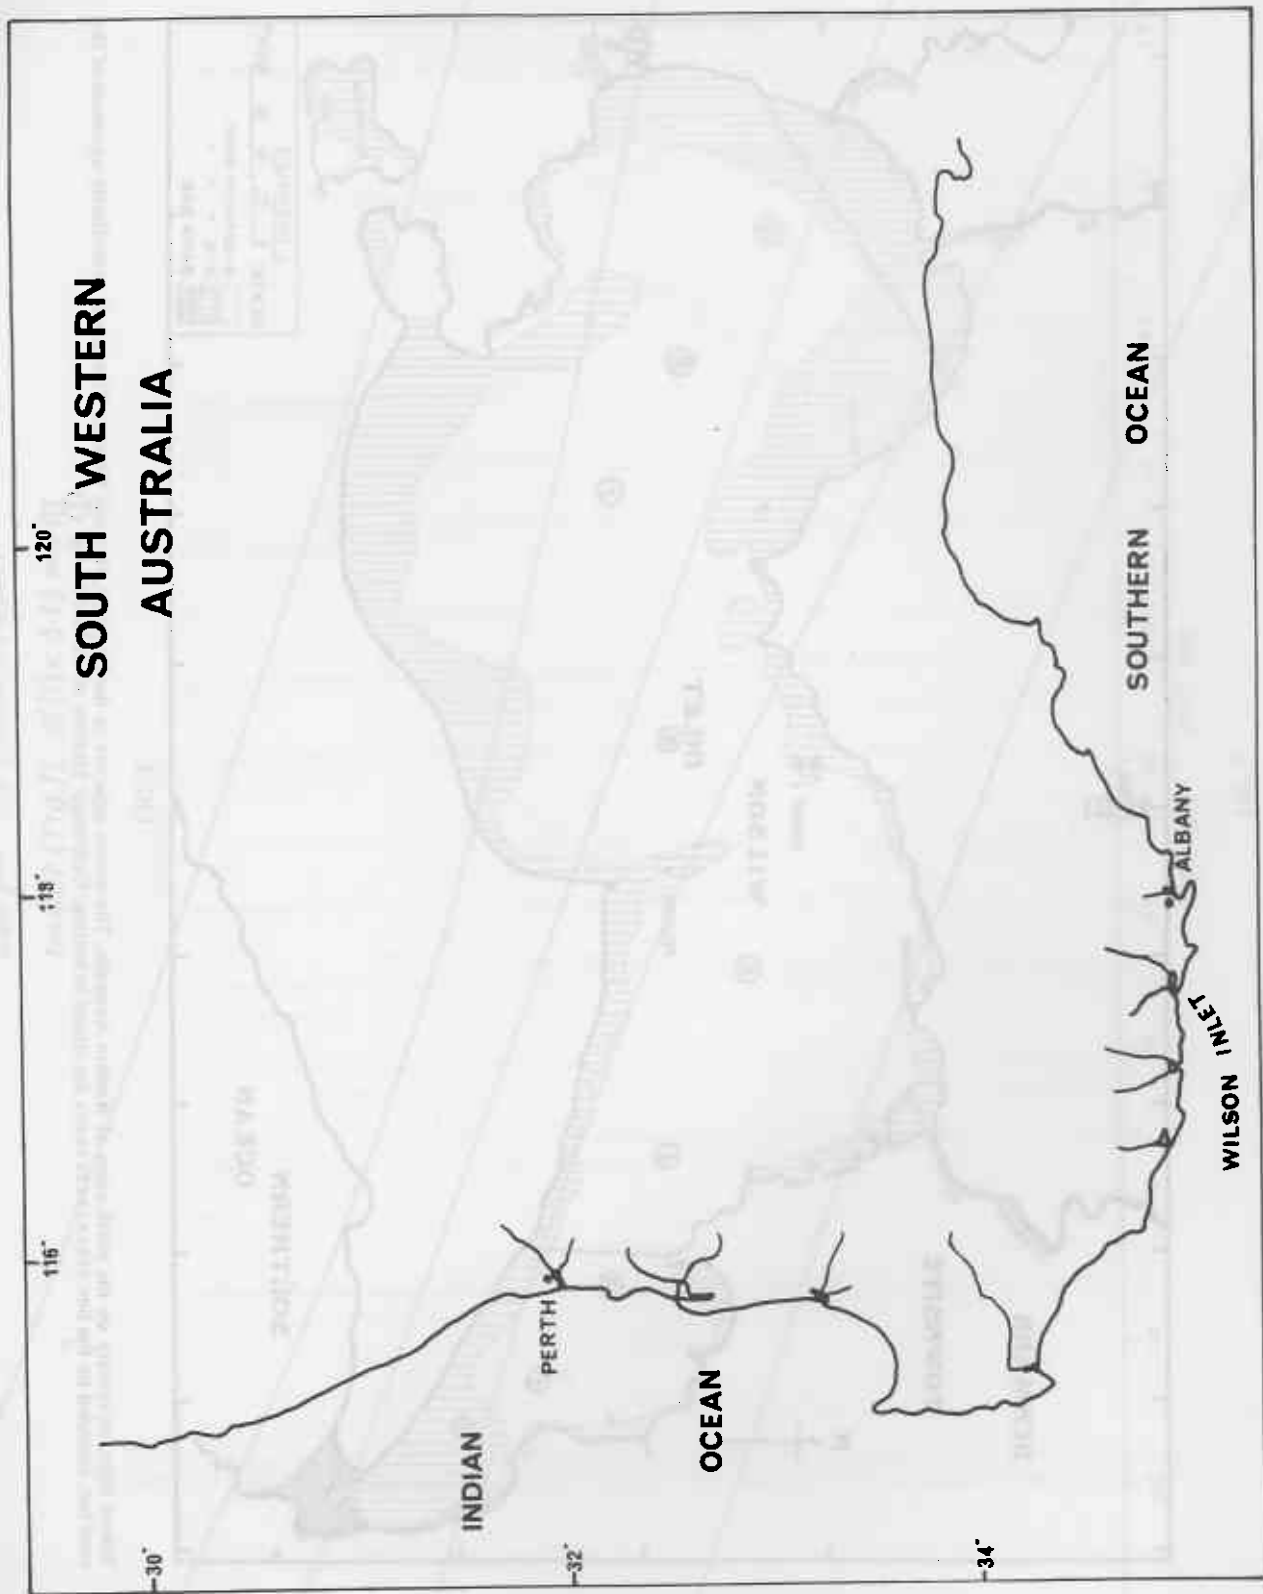 SOUTH WESTERN
AUSTRALIA
116°
118°
120°
30°
32°
34°
PERTH
INDIAN
OCEAN
SOUTHERN OCEAN
ALBANY
WILSON INLET